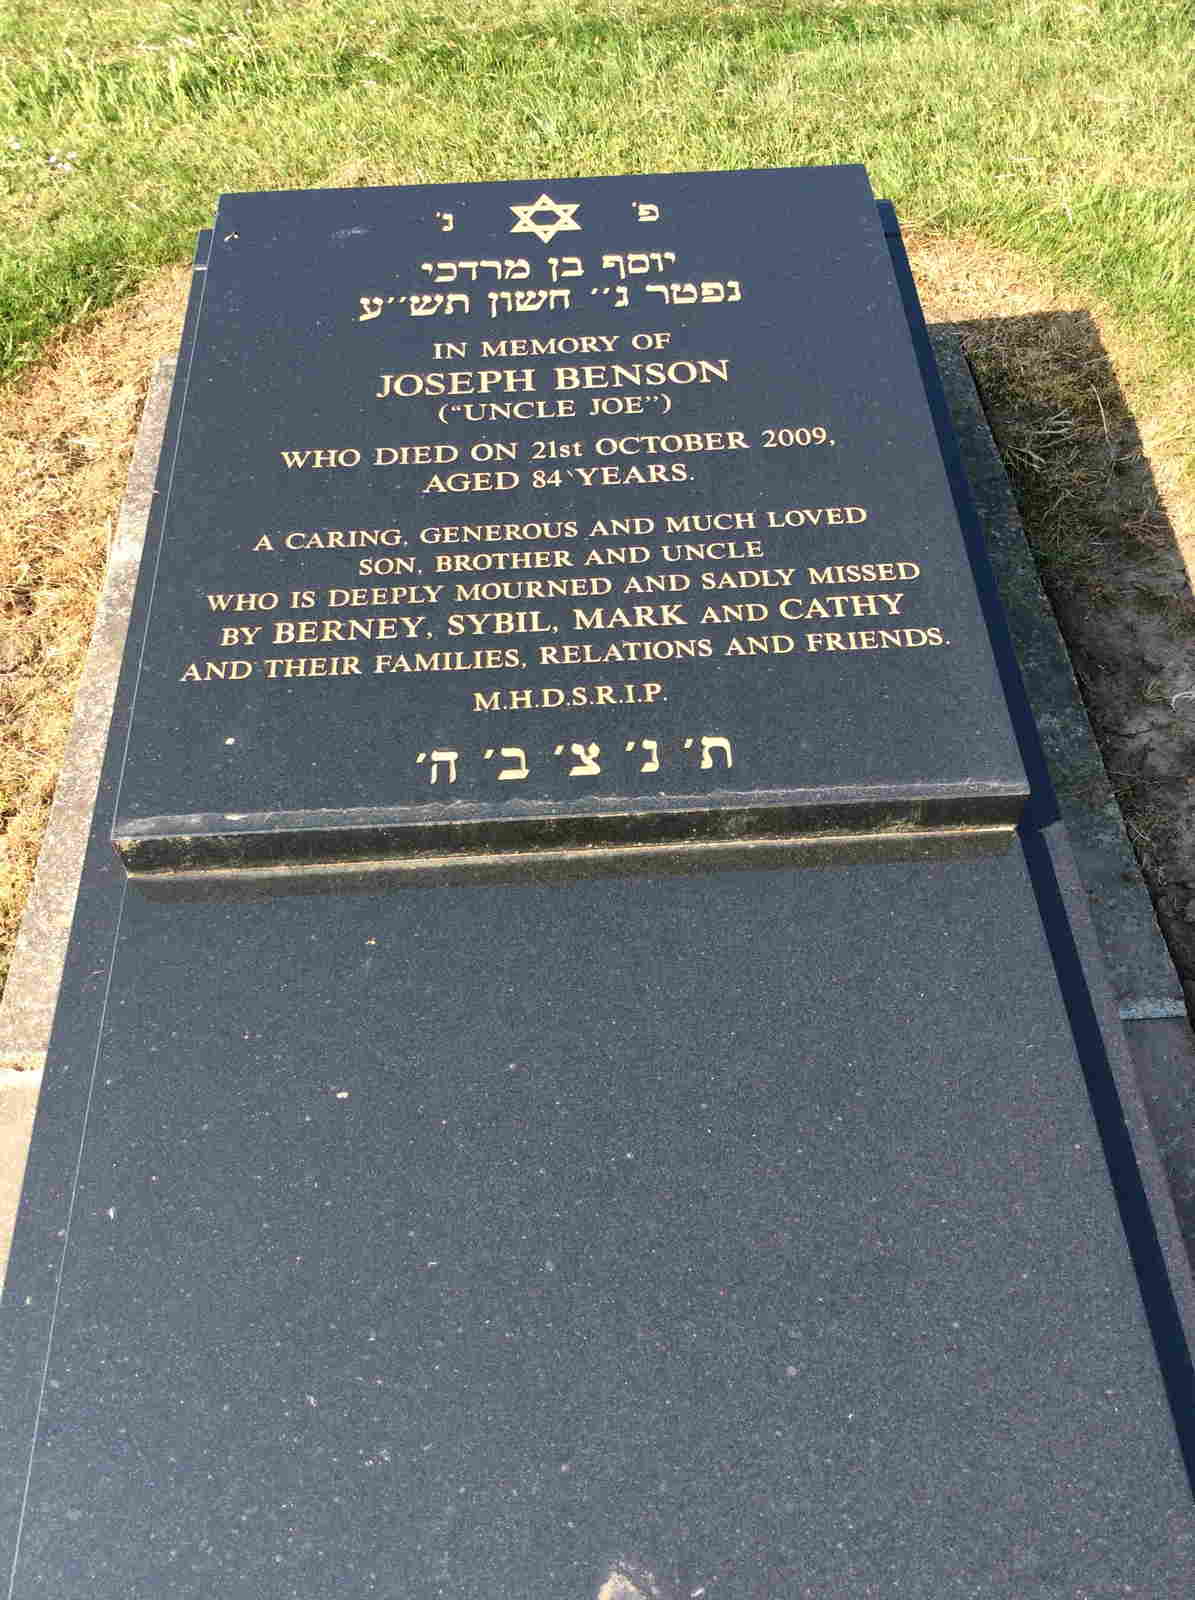 פ' נ'
יוסף בן מרדכי
נפטר ג'' חשון תש''ע
IN MEMORY OF
JOSEPH BENSON
("UNCLE JOE")
WHO DIED ON 21st OCTOBER 2009,
AGED 84 YEARS.
A CARING, GENEROUS AND MUCH LOVED
SON, BROTHER AND UNCLE
WHO IS DEEPLY MOURNED AND SADLY MISSED
BY BERNEY, SYBIL, MARK AND CATHY
AND THEIR FAMILIES, RELATIONS AND FRIENDS.
M.H.D.S.R.I.P.
ת' נ' צ' ב' ה'